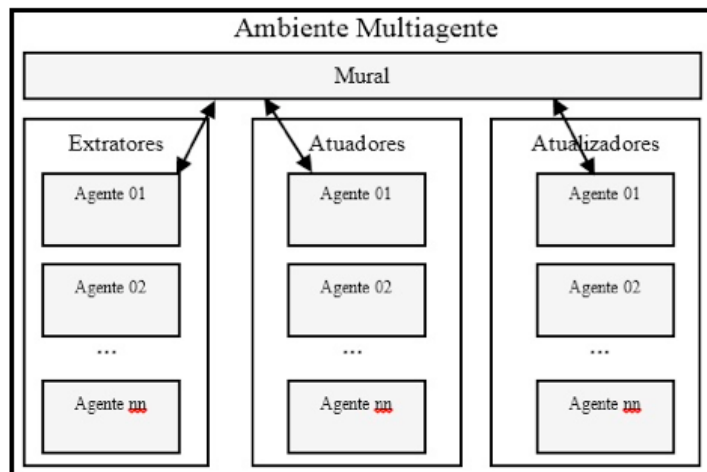 Ambiente Multiagente
Mural
Extratores
Agente 01
Agente 02
...
Agente nn
Atuadores
Agente 01
Agente 02
...
Agente nn
Atualizadores
Agente 01
Agente 02
...
Agente nn